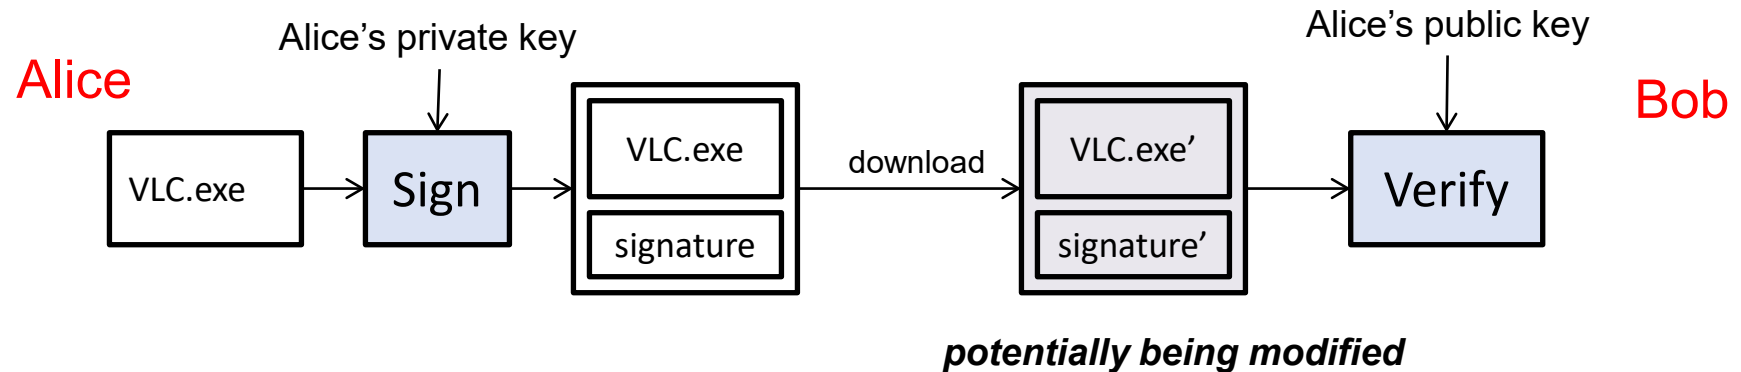 Alice
Alice’s private key
VLC.exe
Sign
VLC.exe
signature
download
VLC.exe’
signature’
potentially being modified
Alice’s public key
Verify
Bob